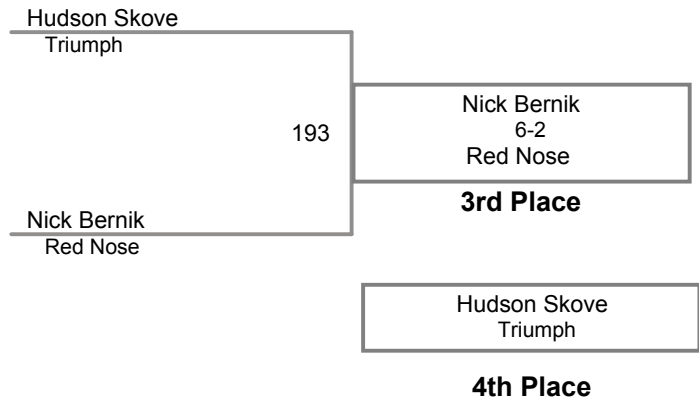 Hudson Skove
Triumph
193
Nick Bernik
6-2
Red Nose
3rd Place
Nick Bernik
Red Nose
Hudson Skove
Triumph
4th Place